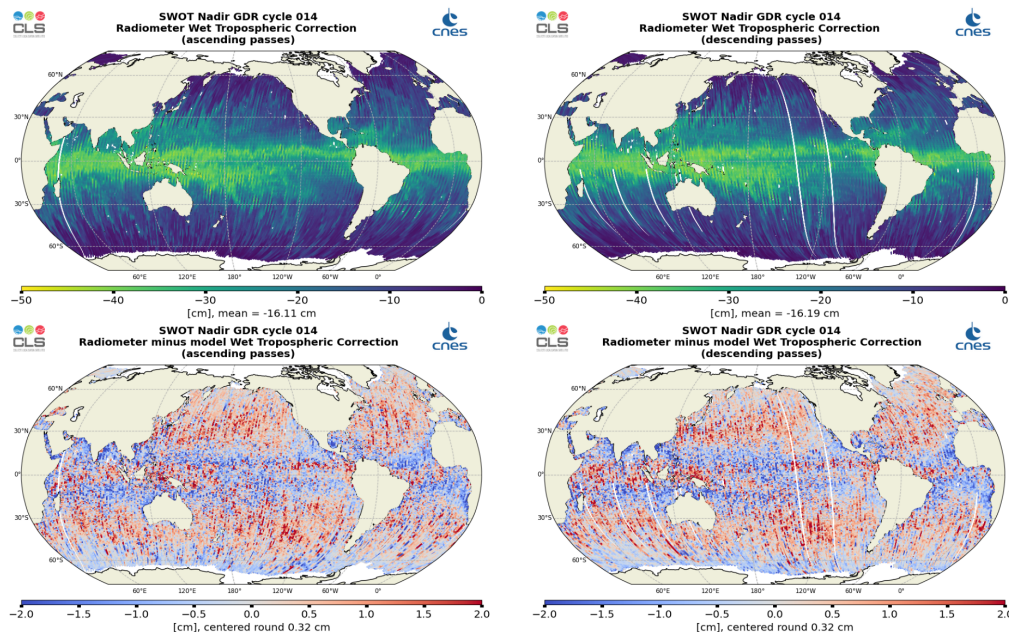 CLS
SWOT Nadir GDR cycle 014
Radiometer Wet Tropospheric Correction
(ascending passes)
cnes
60°N
30°N
0°
30°S
60°S
60°E 120°E 180° 120°W 60°W 0°
−50 −40 −30 −20 −10 0
[cm], mean = -16.11 cm
CLS
SWOT Nadir GDR cycle 014
Radiometer Wet Tropospheric Correction
(descending passes)
cnes
60°N
30°N
0°
30°S
60°S
60°E 120°E 180° 120°W 60°W 0°
−50 −40 −30 −20 −10 0
[cm], mean = -16.19 cm
CLS
SWOT Nadir GDR cycle 014
Radiometer minus model Wet Tropospheric Correction
(ascending passes)
cnes
60°N
30°N
0°
30°S
60°S
60°E 120°E 180° 120°W 60°W 0°
−2.0 −1.5 −1.0 −0.5 0.0 0.5 1.0 1.5 2.0
[cm], centered round 0.32 cm
CLS
SWOT Nadir GDR cycle 014
Radiometer minus model Wet Tropospheric Correction
(descending passes)
cnes
60°N
30°N
0°
30°S
60°S
60°E 120°E 180° 120°W 60°W 0°
−2.0 −1.5 −1.0 −0.5 0.0 0.5 1.0 1.5 2.0
[cm], centered round 0.32 cm